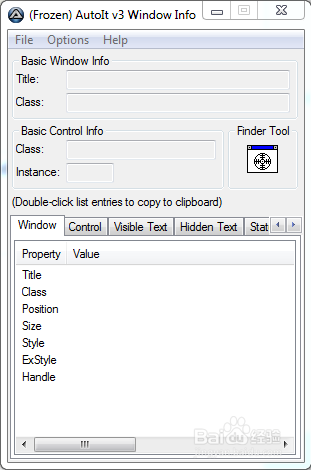 (Frozen) AutoIt v3 Window Info
File Options Help
Basic Window Info
Title:
Class:
Basic Control Info
Finder Tool
Class:
Instance:
(Double-click list entries to copy to clipboard)
Window Control Visible Text Hidden Text Stat
Property Value
Title
Class
Position
Size
Style
ExStyle
Handle
Baidu 经验